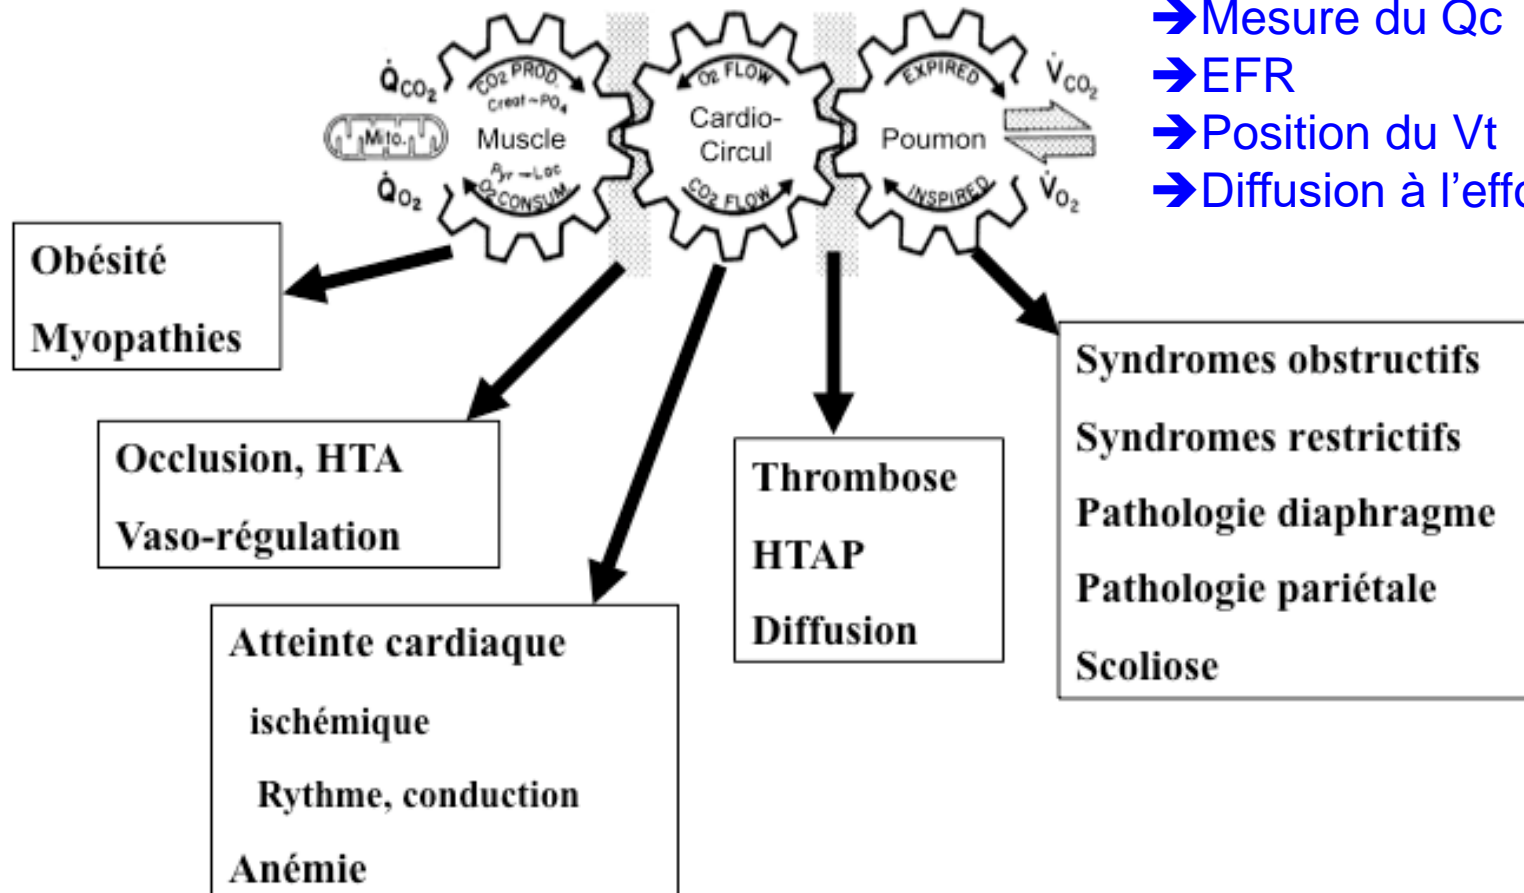 ➔Mesure du Qc
➔EFR
➔Position du Vt
➔Diffusion à l'effo
Q̇CO₂
CO2 PROD.
Creat~PO₄
Mito.
Muscle
Pyr→Lac
O2 CONSUM
Q̇O₂
O2 FLOW
Cardio-
Circul
CO2 FLOW
EXPIRED
Poumon
INSPIRED
V̇CO₂
V̇O₂
Obésité
Myopathies
Occlusion, HTA
Vaso-régulation
Atteinte cardiaque
ischémique
Rythme, conduction
Anémie
Thrombose
HTAP
Diffusion
Syndromes obstructifs
Syndromes restrictifs
Pathologie diaphragme
Pathologie pariétale
Scoliose